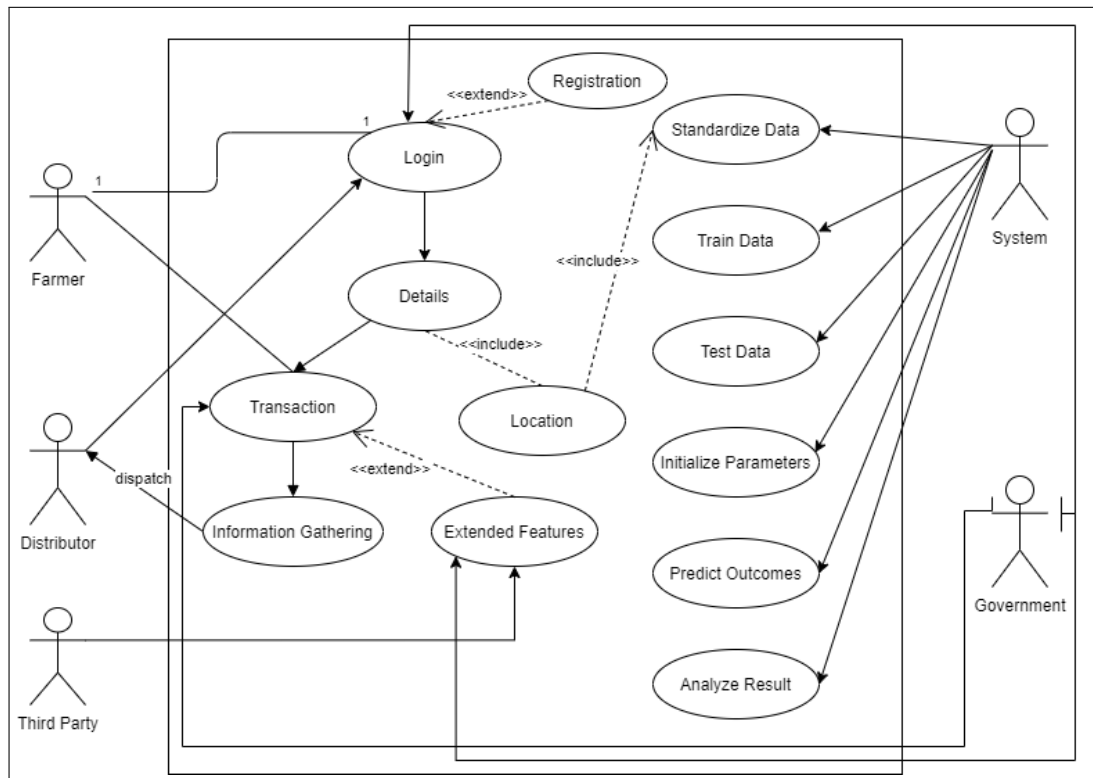 Registration
<<extend>>
1
Login
Standardize Data
1
Farmer
Train Data
System
<<include>>
Details
<<include>>
Test Data
Transaction
Location
<<extend>>
Initialize Parameters
dispatch
Distributor
Information Gathering
Extended Features
Predict Outcomes
Government
Analyze Result
Third Party